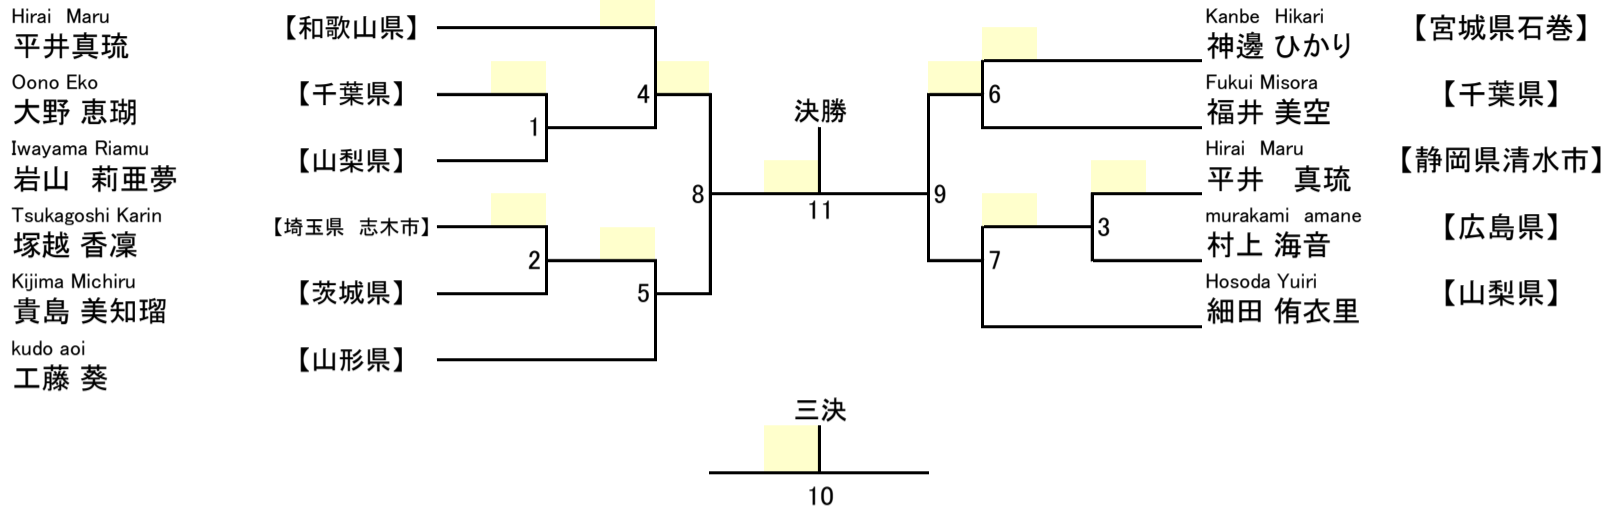 Hirai Maru
平井真琉
【和歌山県】
Oono Eko
大野 恵瑚
【千葉県】
Iwayama Riamu
岩山 莉亜夢
【山梨県】
Tsukagoshi Karin
塚越 香凜
【埼玉県 志木市】
Kijima Michiru
貴島 美知瑠
【茨城県】
kudo aoi
工藤 葵
【山形県】
1
2
4
5
8
決勝
11
三決
10
9
6
7
3
Kanbe Hikari
神邊 ひかり
【宮城県石巻】
Fukui Misora
福井 美空
【千葉県】
Hirai Maru
平井 真琉
【静岡県清水市】
murakami amane
村上 海音
【広島県】
Hosoda Yuiri
細田 侑衣里
【山梨県】